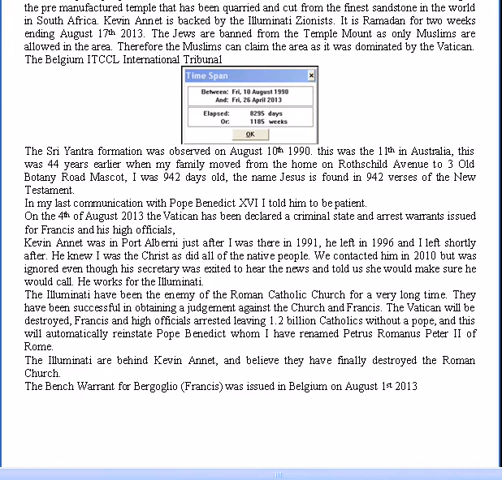 the pre manufactured temple that has been quarried and cut from the finest sandstone in the world
in South Africa. Kevin Annet is backed by the Illuminati Zionists. It is Ramadan for two weeks
ending August 17th 2013. The Jews are banned from the Temple Mount as only Muslims are
allowed in the area. Therefore the Muslims can claim the area as it was dominated by the Vatican.
The Belgium ITCCL International Tribunal
Time Span
Between: Fri, 10 August 1990
And: Fri, 26 April 2013
Elapsed: 8295 days
Or: 1185 weeks
OK
The Sri Yantra formation was observed on August 10th 1990. this was the 11th in Australia, this
was 44 years earlier when my family moved from the home on Rothschild Avenue to 3 Old
Botany Road Mascot, I was 942 days old, the name Jesus is found in 942 verses of the New
Testament.
In my last communication with Pope Benedict XVI I told him to be patient.
On the 4th of August 2013 the Vatican has been declared a criminal state and arrest warrants issued
for Francis and his high officials,
Kevin Annet was in Port Alberni just after I was there in 1991, he left in 1996 and I left shortly
after. He knew I was the Christ as did all of the native people. We contacted him in 2010 but was
ignored even though his secretary was exited to hear the news and told us she would make sure he
would call. He works for the Illuminati.
The Illuminati have been the enemy of the Roman Catholic Church for a very long time. They
have been successful in obtaining a judgement against the Church and Francis. The Vatican will be
destroyed, Francis and high officials arrested leaving 1.2 billion Catholics without a pope, and this
will automatically reinstate Pope Benedict whom I have renamed Petrus Romanus Peter II of
Rome.
The Illuminati are behind Kevin Annet, and believe they have finally destroyed the Roman
Church.
The Bench Warrant for Bergoglio (Francis) was issued in Belgium on August 1st 2013